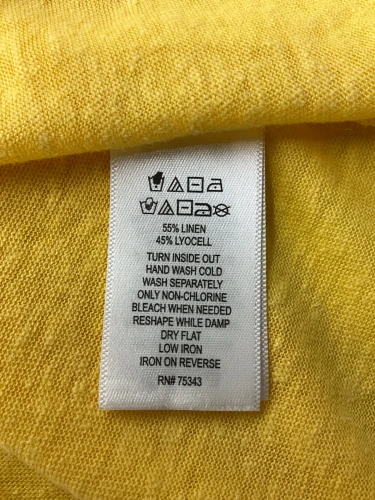 55% LINEN
45% LYOCELL
TURN INSIDE OUT
HAND WASH COLD
WASH SEPARATELY
ONLY NON-CHLORINE
BLEACH WHEN NEEDED
RESHAPE WHILE DAMP
DRY FLAT
LOW IRON
IRON ON REVERSE
RN# 75343